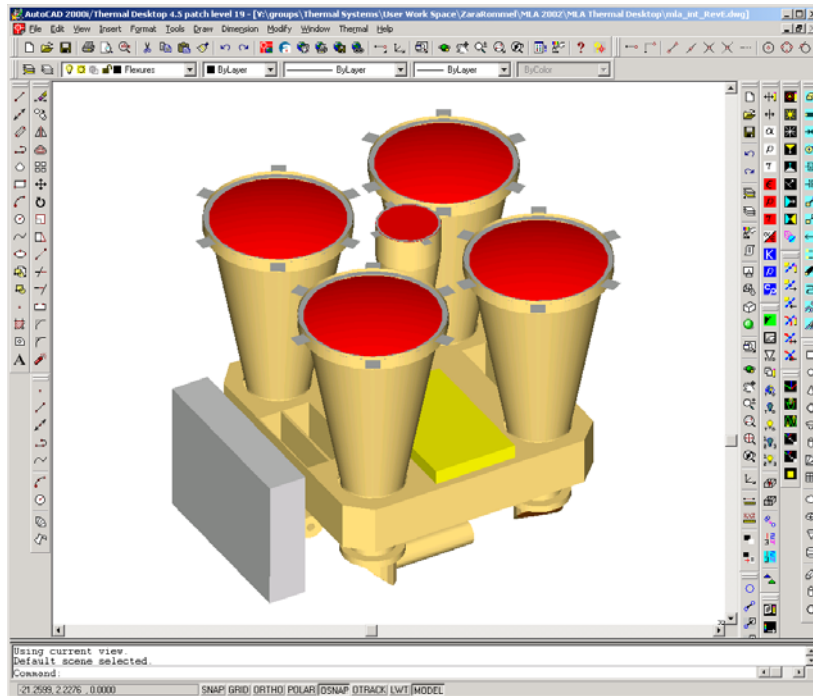 AutoCAD 2000i/Thermal Desktop 4.5 patch level 19 - [V:\groups\Thermal Systems\User Work Space\ZaraRommel\MLA 2002\MLA Thermal Desktop\mla_int_RevE.dwg]
File Edit View Insert Format Tools Draw Dimension Modify Window Thermal Help
Flexures ByLayer ByLayer ByLayer ByColor
A
Using current view.
Default scene selected.
Command:
-21.2599, 2.2276 , 0.0000 SNAP GRID ORTHO POLAR OSNAP OTRACK LWT MODEL